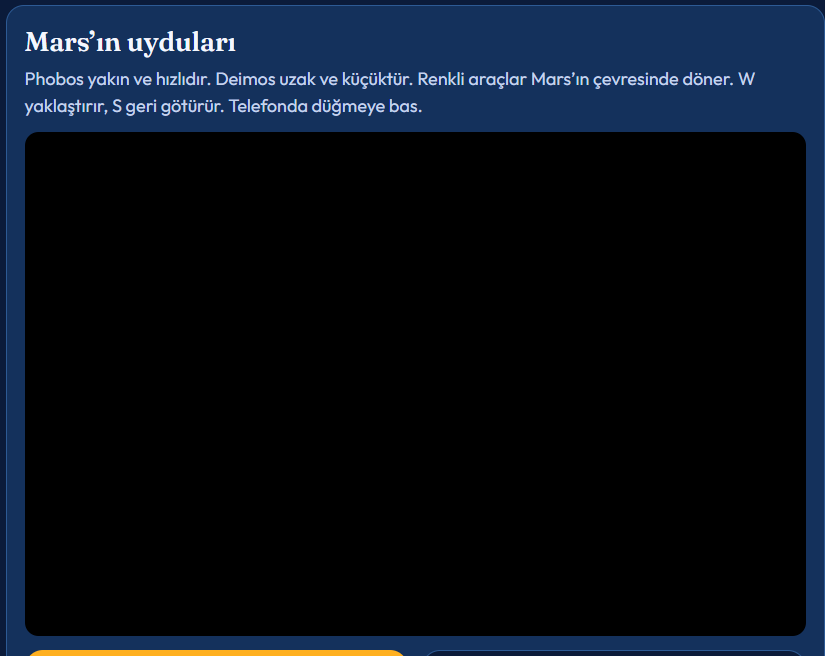 Mars’ın uyduları
Phobos yakın ve hızlıdır. Deimos uzak ve küçüktür. Renkli araçlar Mars’ın çevresinde döner. W
yaklaştırır, S geri götürür. Telefonda düğmeye bas.